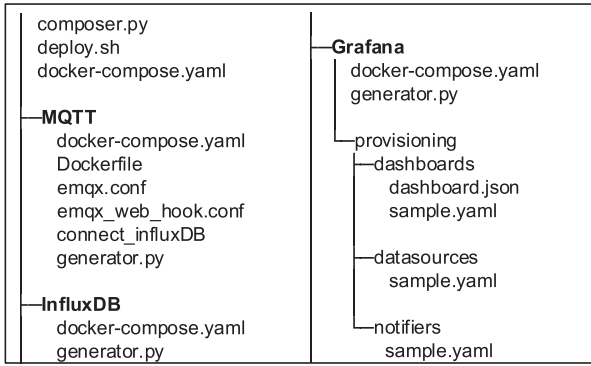 composer.py
deploy.sh
docker-compose.yaml
MQTT
docker-compose.yaml
Dockerfile
emqx.conf
emqx_web_hook.conf
connect_influxDB
generator.py
InfluxDB
docker-compose.yaml
generator.py
Grafana
docker-compose.yaml
generator.py
provisioning
dashboards
dashboard.json
sample.yaml
datasources
sample.yaml
notifiers
sample.yaml